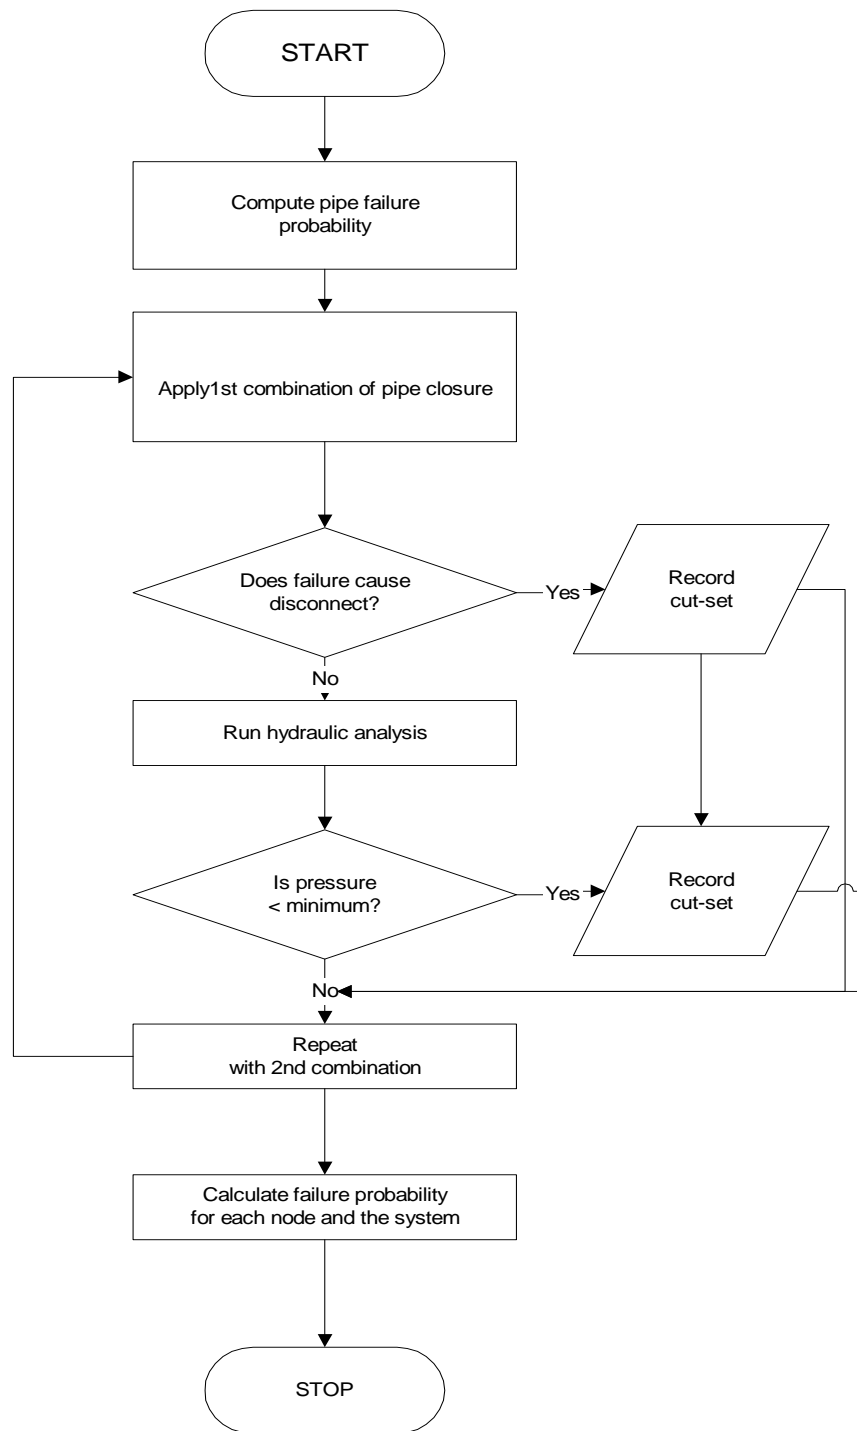 START
Compute pipe failure
probability
Apply1st combination of pipe closure
Does failure cause
disconnect?
Yes
Record
cut-set
No
Run hydraulic analysis
Is pressure
< minimum?
Yes
Record
cut-set
No
Repeat
with 2nd combination
Calculate failure probability
for each node and the system
STOP